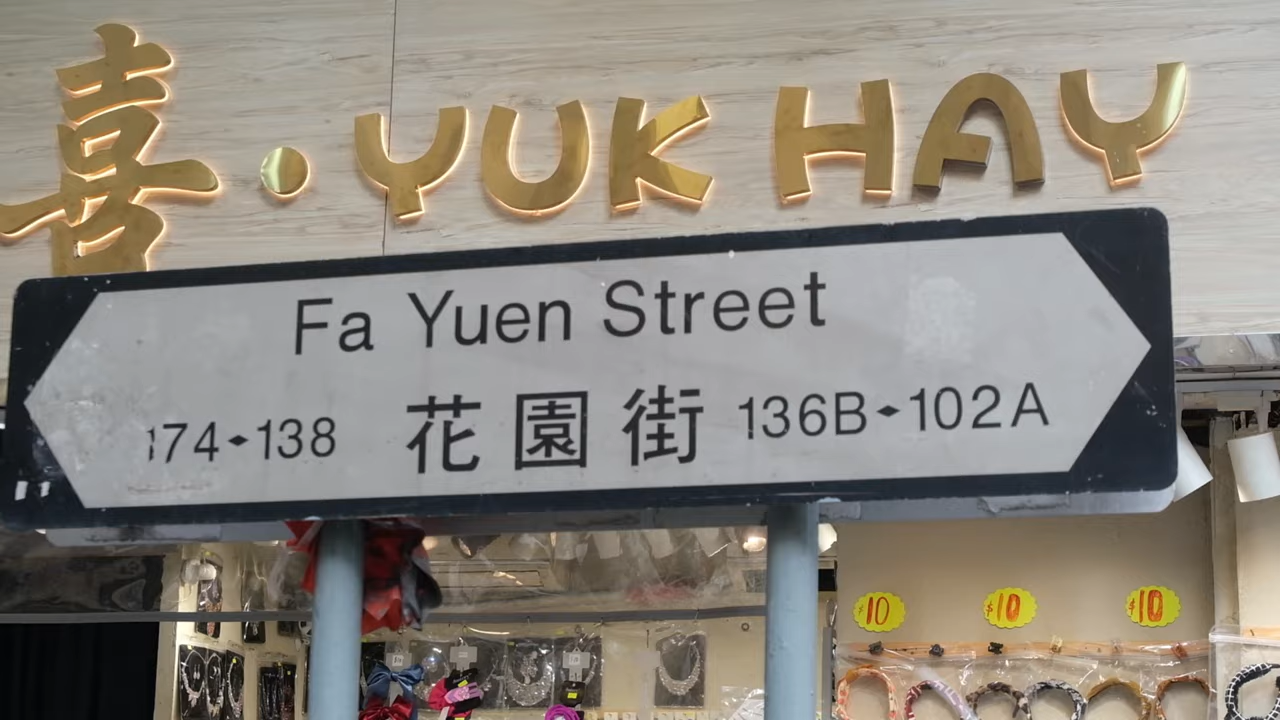 喜·YUK HAY
Fa Yuen Street
174◆138 花園街 136B◆102A
$10 $10 $10